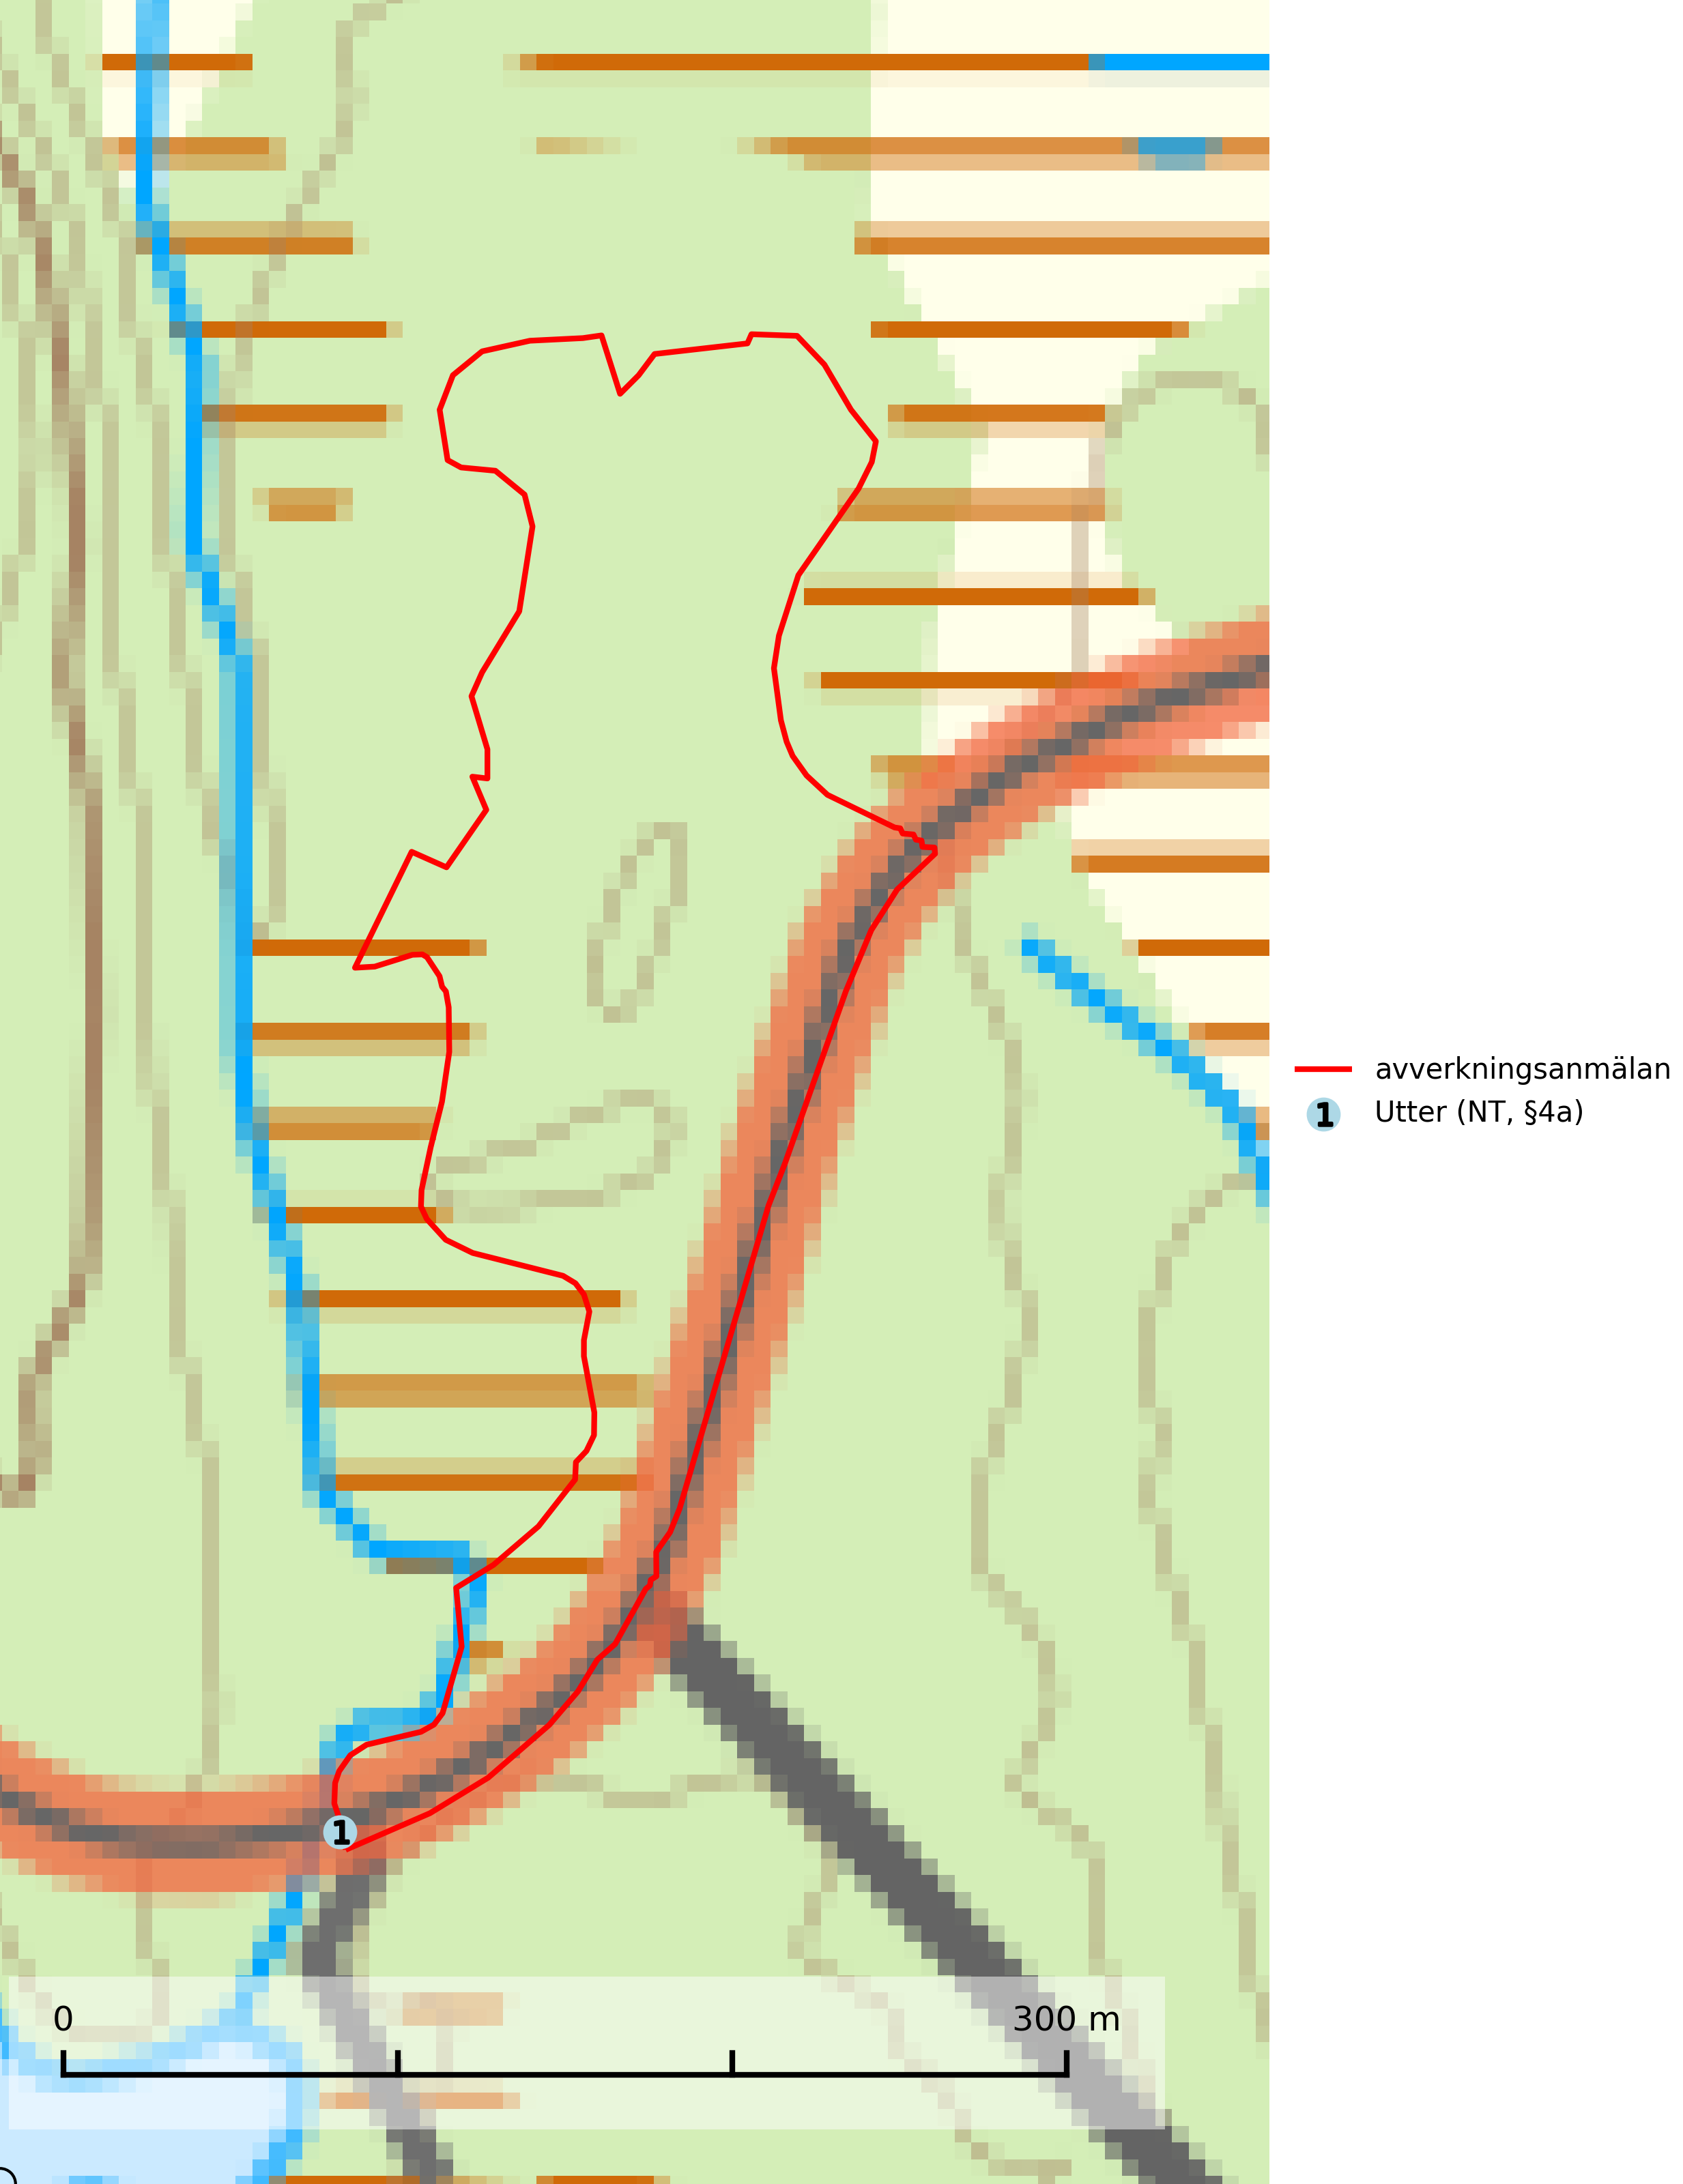 avverkningsanmälan
1 Utter (NT, §4a)
1
0 300 m